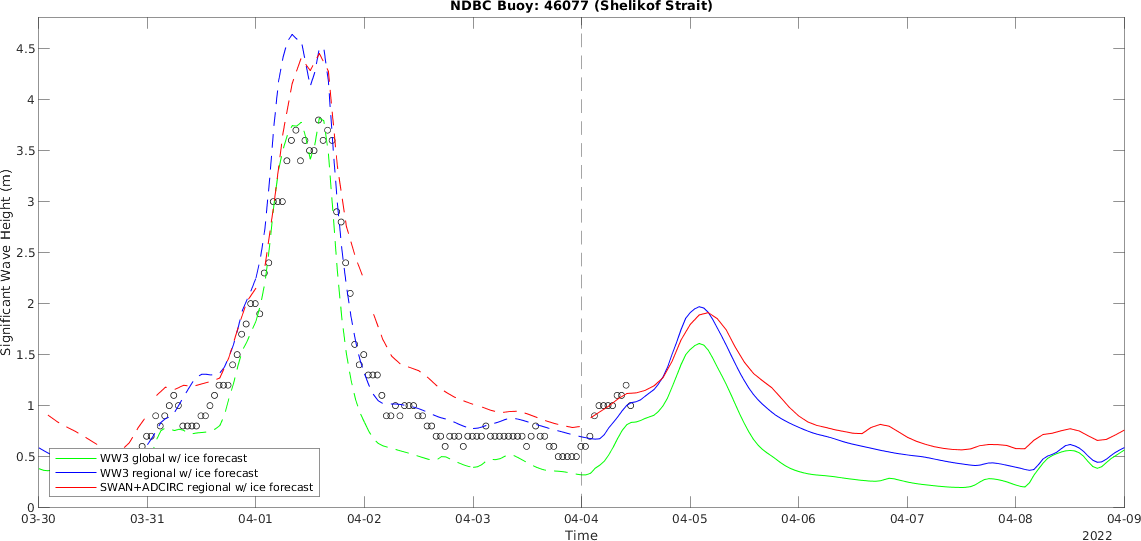 NDBC Buoy: 46077 (Shelikof Strait)
Significant Wave Height (m)
4.5
4
3.5
3
2.5
2
1.5
1
0.5
0
WW3 global w/ ice forecast
WW3 regional w/ ice forecast
SWAN+ADCIRC regional w/ ice forecast
03-30 03-31 04-01 04-02 04-03 04-04 04-05 04-06 04-07 04-08 04-09
Time
2022